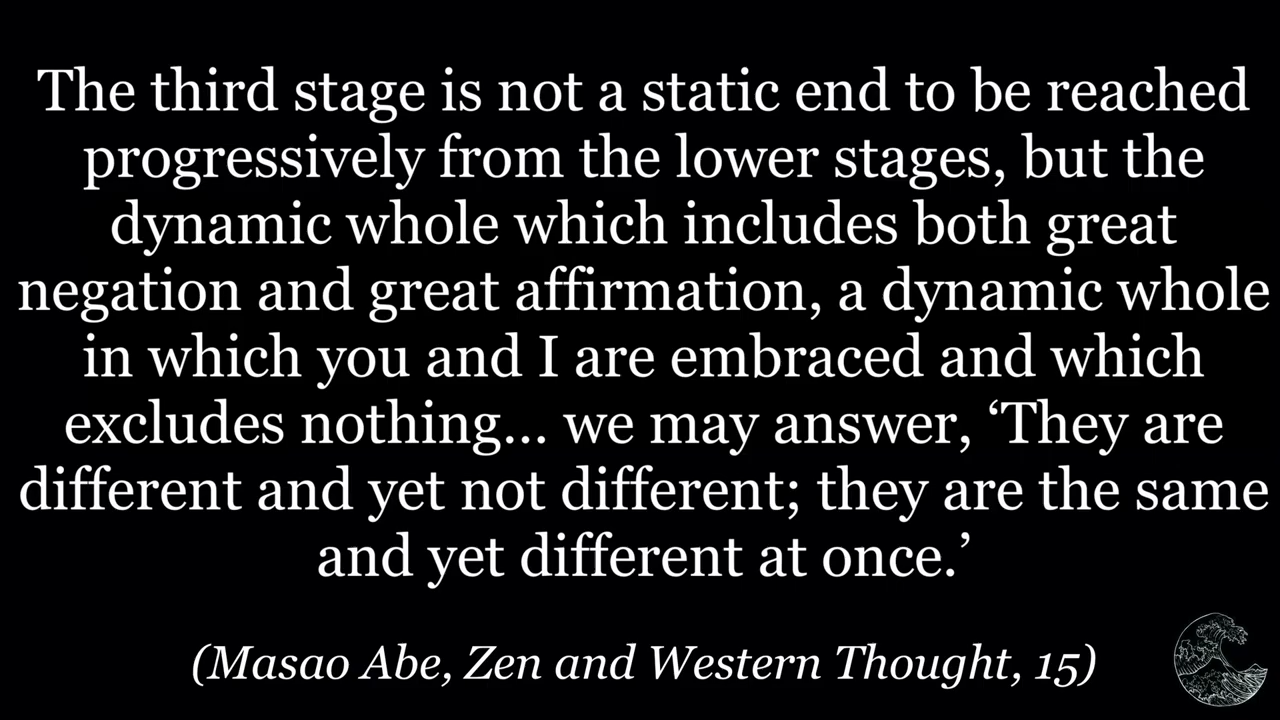 The third stage is not a static end to be reached
progressively from the lower stages, but the
dynamic whole which includes both great
negation and great affirmation, a dynamic whole
in which you and I are embraced and which
excludes nothing... we may answer, ‘They are
different and yet not different; they are the same
and yet different at once.’
(Masao Abe, Zen and Western Thought, 15)